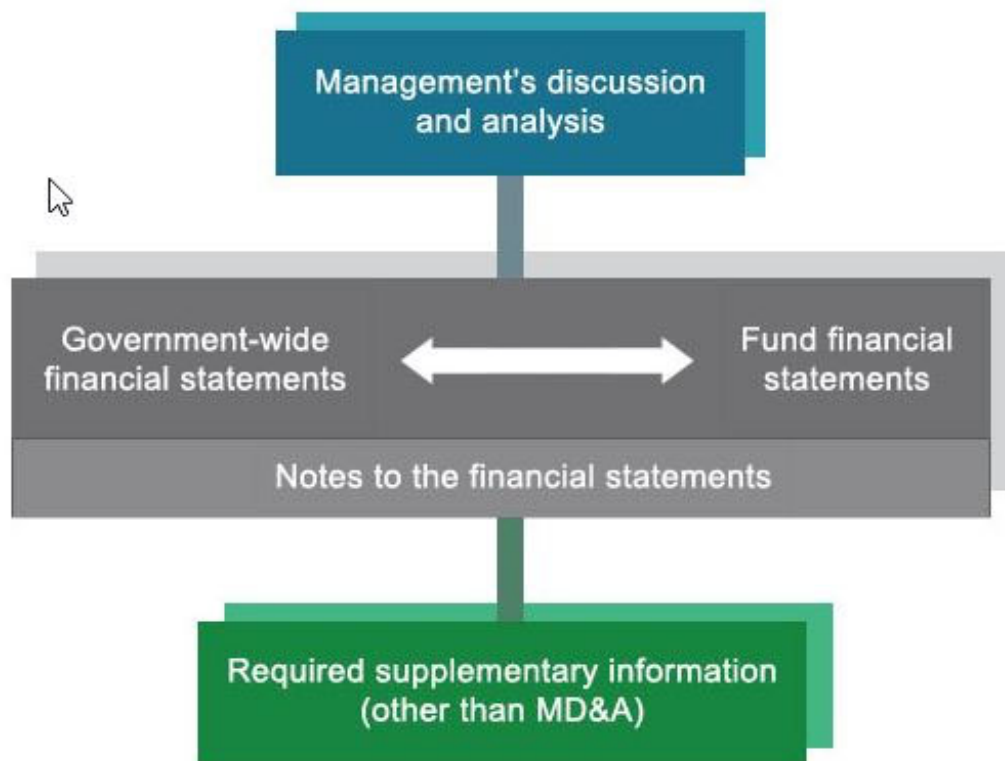 Management's discussion
and analysis
Government-wide
financial statements
Fund financial
statements
Notes to the financial statements
Required supplementary information
(other than MD&A)